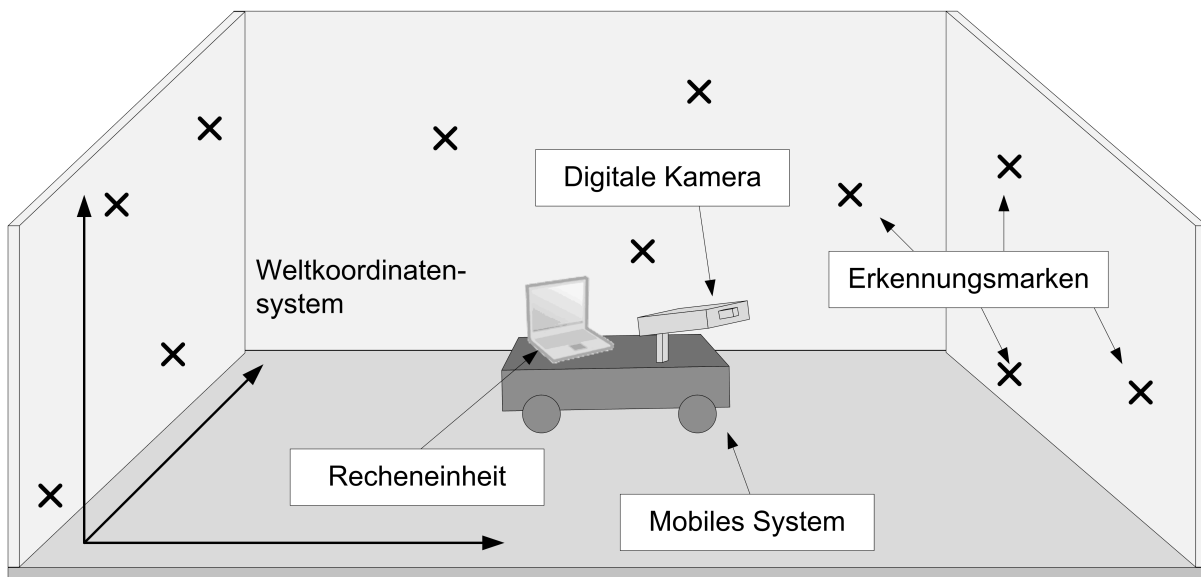 Digitale Kamera
Weltkoordinaten-
system
Erkennungsmarken
Recheneinheit
Mobiles System